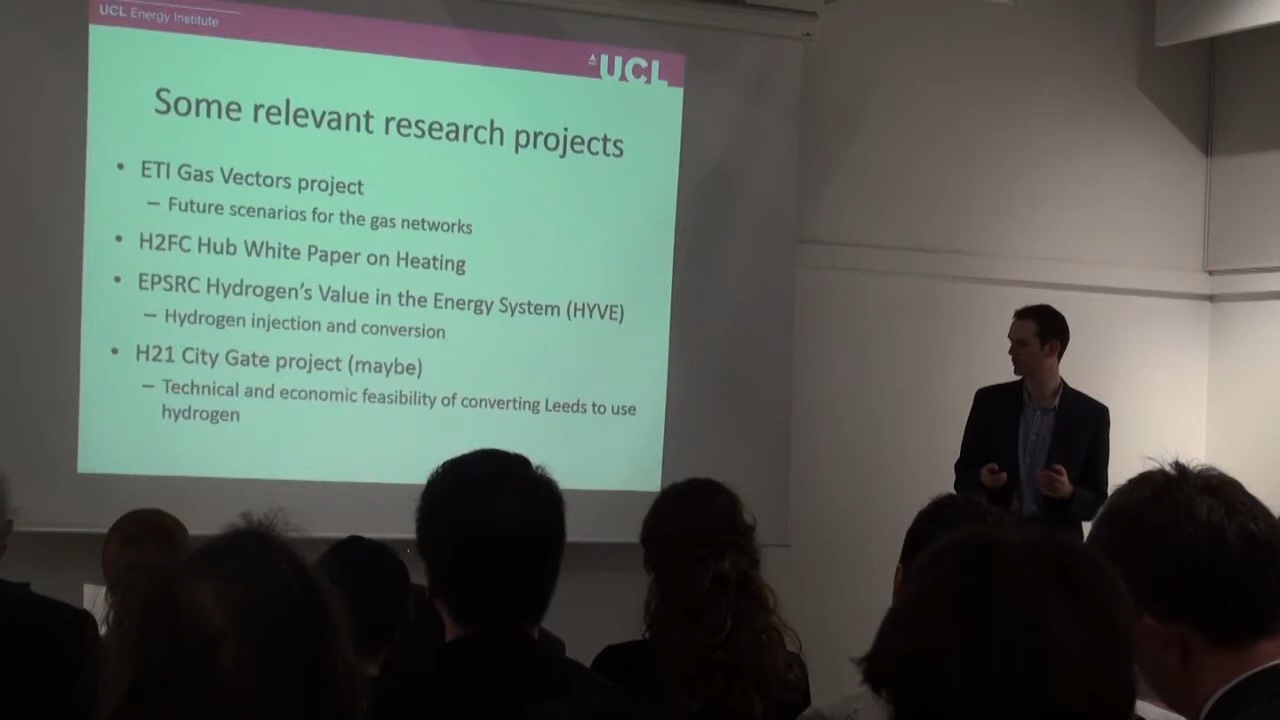 UCL Energy Institute
UCL
Some relevant research projects
• ETI Gas Vectors project
– Future scenarios for the gas networks
• H2FC Hub White Paper on Heating
• EPSRC Hydrogen's Value in the Energy System (HYVE)
– Hydrogen injection and conversion
• H21 City Gate project (maybe)
– Technical and economic feasibility of converting Leeds to use
hydrogen